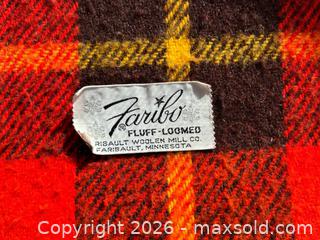 Faribo
FLUFF-LOOMED
RIBAULT WOOLEN MILL CO.
FARIBAULT, MINNESOTA
Copyright 2026 - maxsold.com